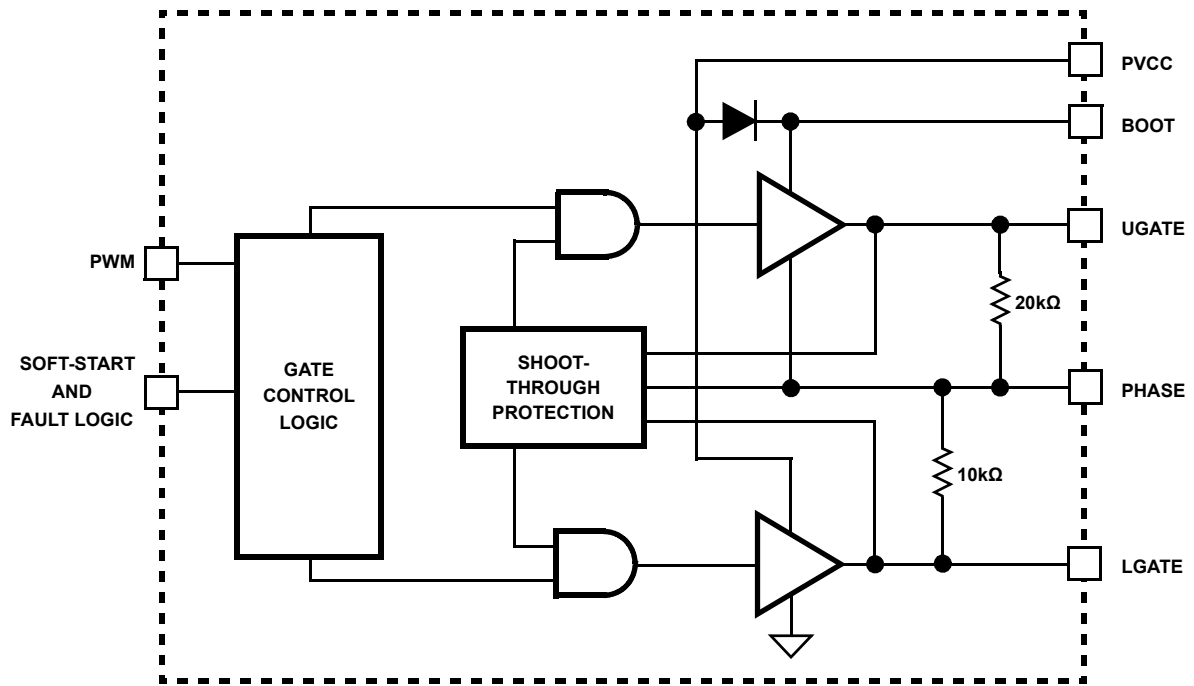 PVCC
BOOT
UGATE
PWM
20kΩ
SOFT-START
AND
FAULT LOGIC
GATE
CONTROL
LOGIC
SHOOT-
THROUGH
PROTECTION
PHASE
10kΩ
LGATE